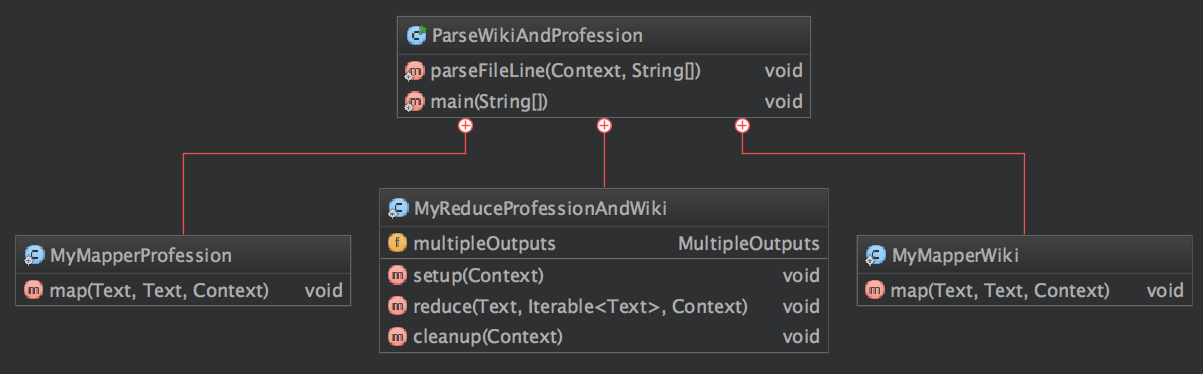 ParseWikiAndProfession
parseFileLine(Context, String[]) void
main(String[]) void
MyReduceProfessionAndWiki
multipleOutputs MultipleOutputs
setup(Context) void
reduce(Text, Iterable<Text>, Context) void
cleanup(Context) void
MyMapperProfession
map(Text, Text, Context) void
MyMapperWiki
map(Text, Text, Context) void